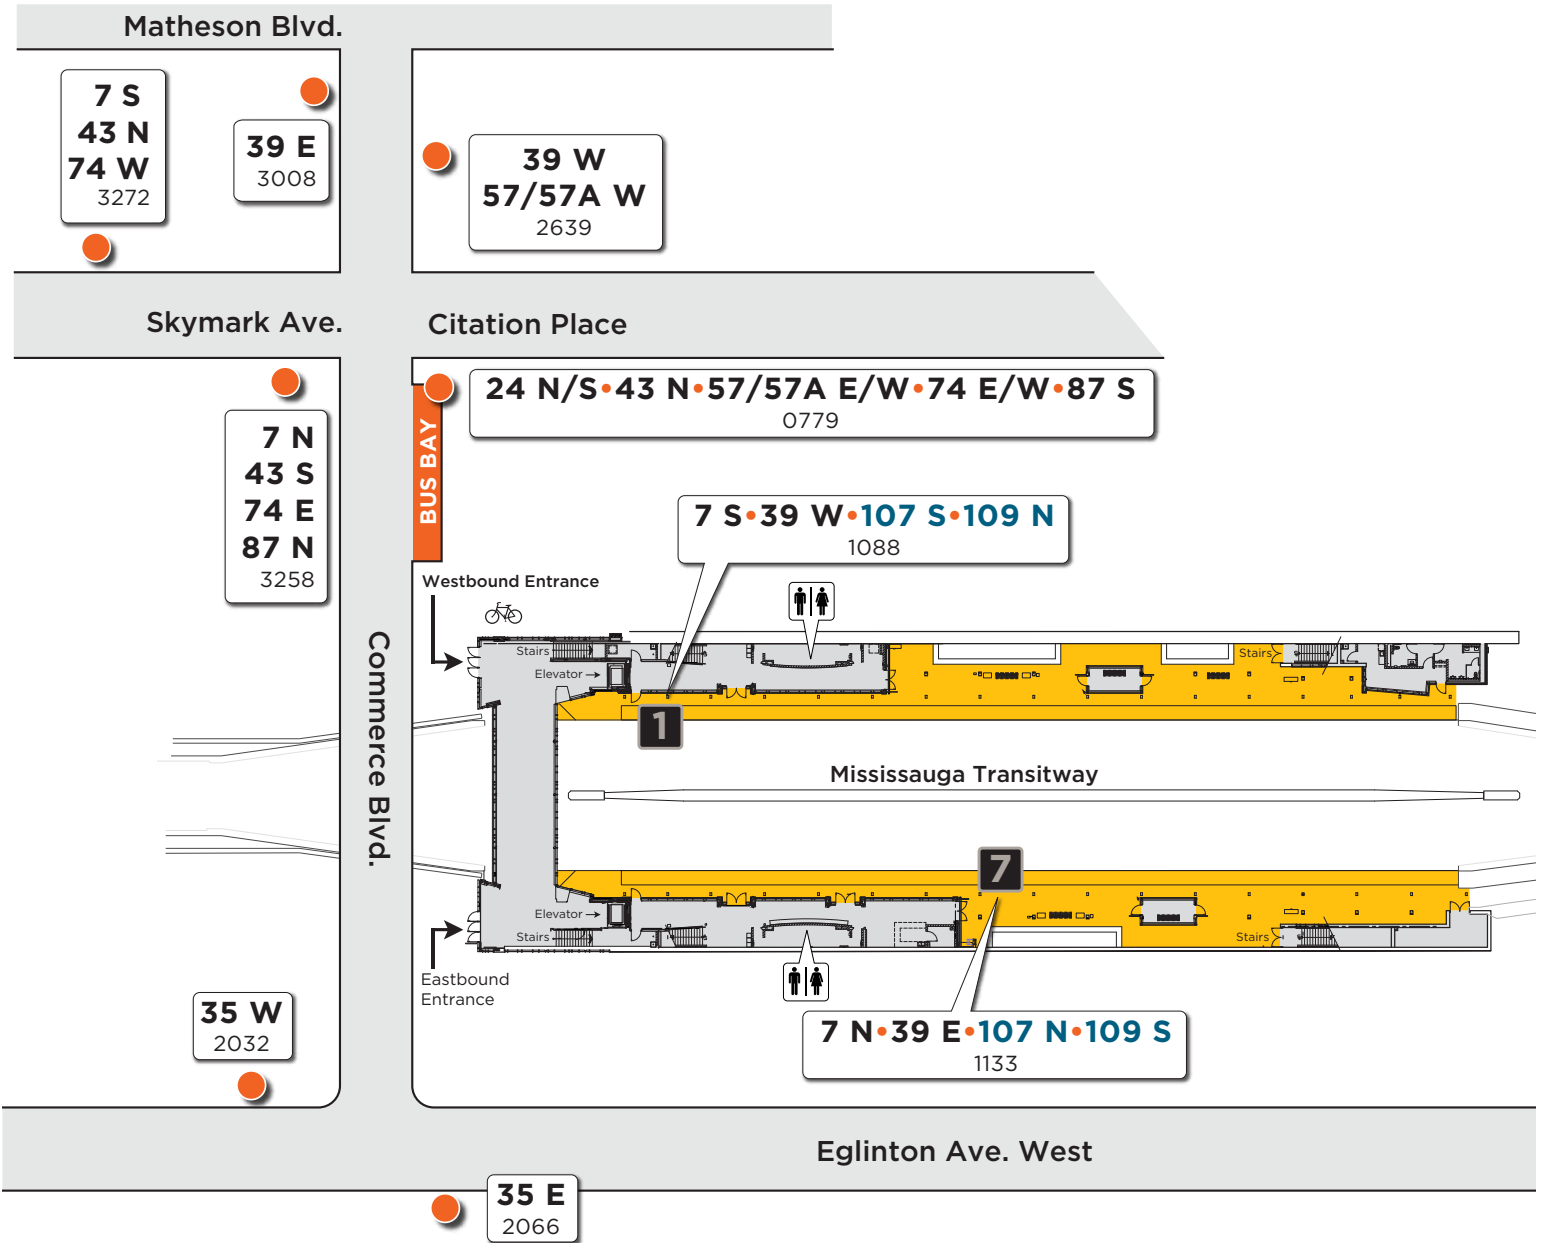 Matheson Blvd.
7 S
43 N
74 W
3272
39 E
3008
39 W
57/57A W
2639
Skymark Ave.
Citation Place
24 N/S•43 N•57/57A E/W•74 E/W•87 S
0779
BUS BAY
7 N
43 S
74 E
87 N
3258
7 S•39 W•107 S•109 N
1088
Westbound Entrance
Stairs
Elevator
Stairs
1
Commerce Blvd.
Mississauga Transitway
7
Elevator
Stairs
Stairs
Eastbound
Entrance
7 N•39 E•107 N•109 S
1133
35 W
2032
Eglinton Ave. West
35 E
2066